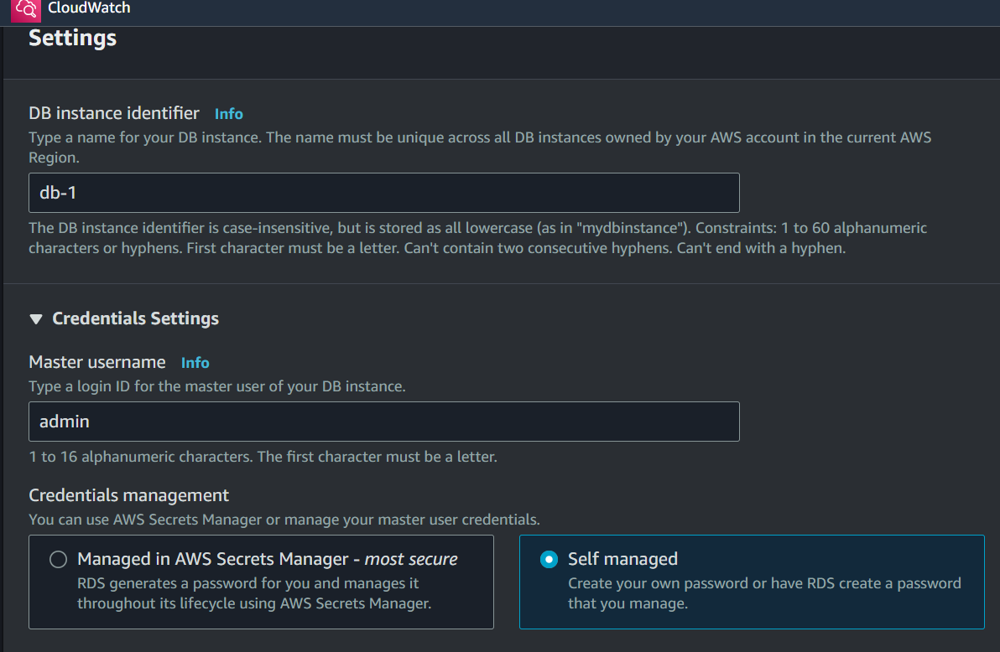 CloudWatch
Settings
DB instance identifier Info
Type a name for your DB instance. The name must be unique across all DB instances owned by your AWS account in the current AWS
Region.
db-1
The DB instance identifier is case-insensitive, but is stored as all lowercase (as in "mydbinstance"). Constraints: 1 to 60 alphanumeric
characters or hyphens. First character must be a letter. Can't contain two consecutive hyphens. Can't end with a hyphen.
Credentials Settings
Master username Info
Type a login ID for the master user of your DB instance.
admin
1 to 16 alphanumeric characters. The first character must be a letter.
Credentials management
You can use AWS Secrets Manager or manage your master user credentials.
Managed in AWS Secrets Manager - most secure
RDS generates a password for you and manages it
throughout its lifecycle using AWS Secrets Manager.
Self managed
Create your own password or have RDS create a password
that you manage.